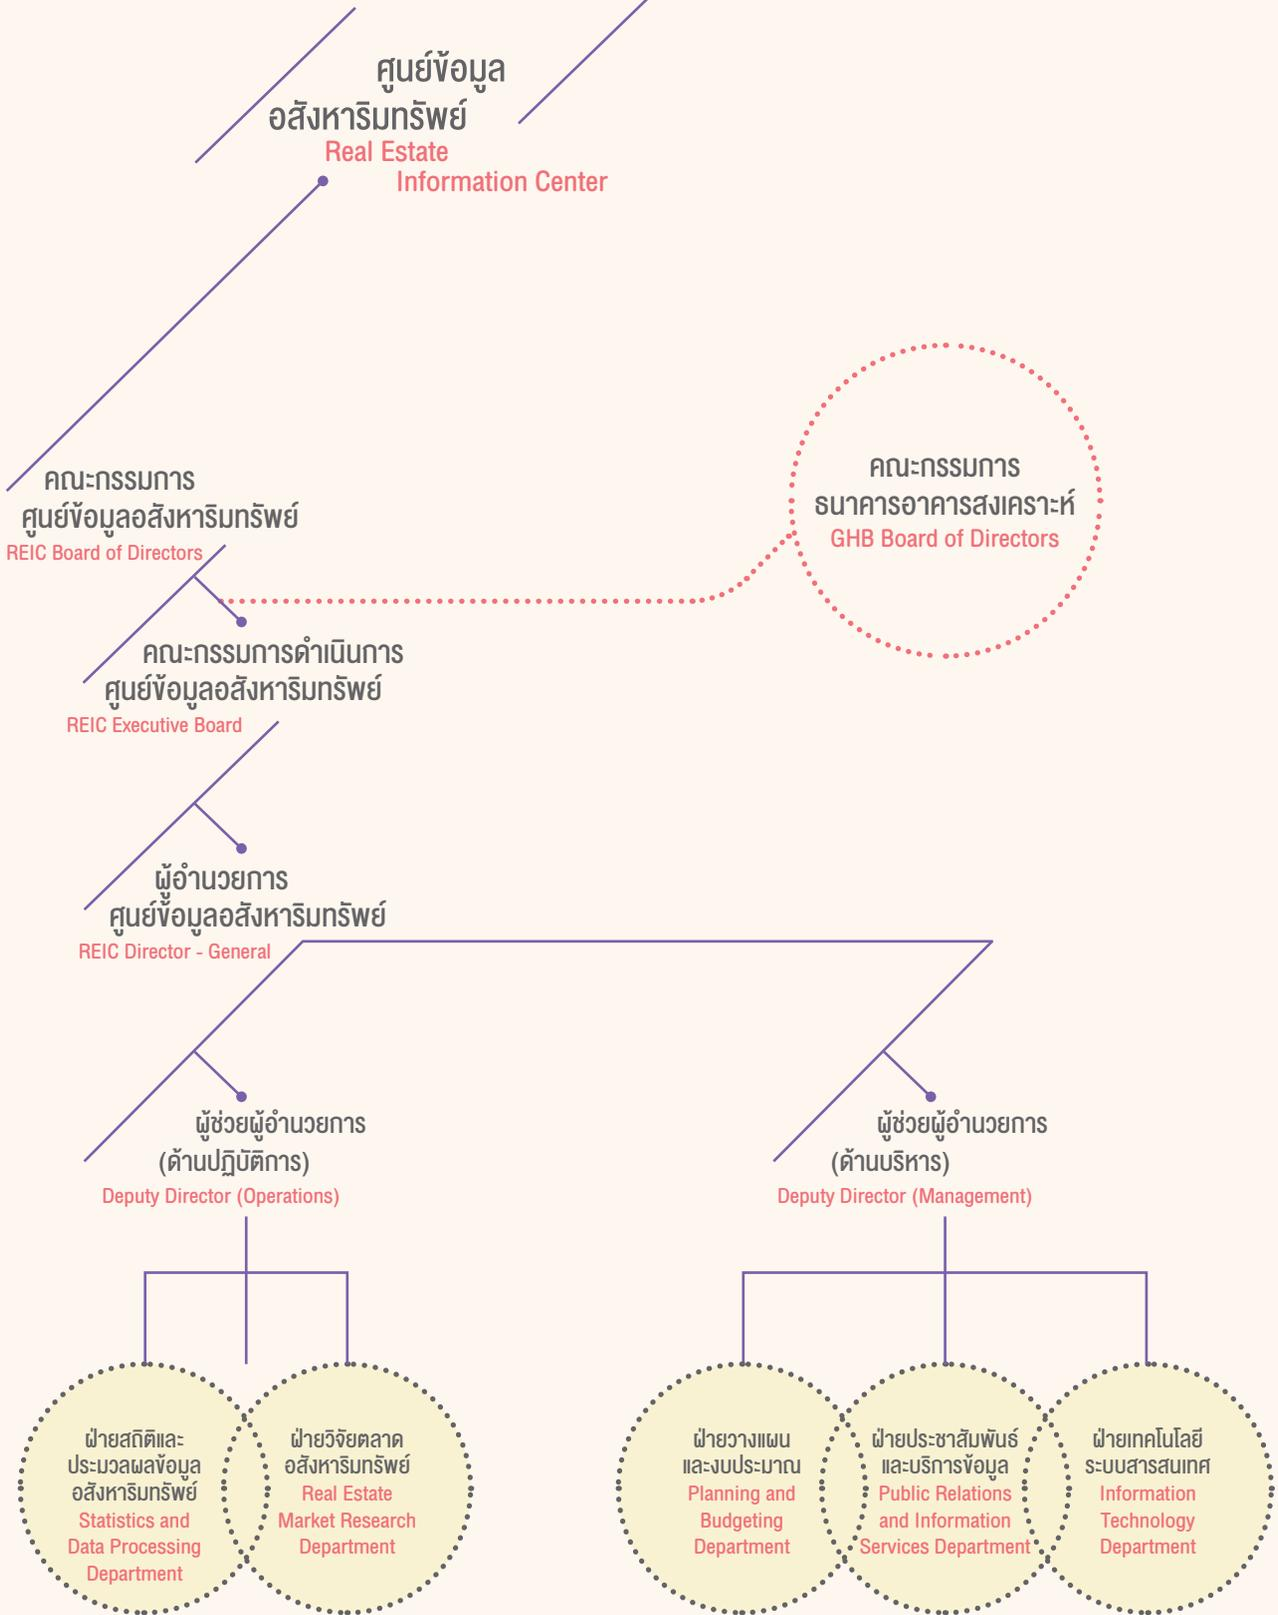 ศูนย์ข้อมูล
อสังหาริมทรัพย์
Real Estate
Information Center
คณะกรรมการ
ศูนย์ข้อมูลอสังหาริมทรัพย์
REIC Board of Directors
คณะกรรมการ
ธนาคารอาคารสงเคราะห์
GHB Board of Directors
คณะกรรมการดำเนินการ
ศูนย์ข้อมูลอสังหาริมทรัพย์
REIC Executive Board
ผู้อำนวยการ
ศูนย์ข้อมูลอสังหาริมทรัพย์
REIC Director - General
ผู้ช่วยผู้อำนวยการ
(ด้านปฏิบัติการ)
Deputy Director (Operations)
ผู้ช่วยผู้อำนวยการ
(ด้านบริหาร)
Deputy Director (Management)
ฝ่ายสถิติและ
ประมวลผลข้อมูล
อสังหาริมทรัพย์
Statistics and
Data Processing
Department
ฝ่ายวิจัยตลาด
อสังหาริมทรัพย์
Real Estate
Market Research
Department
ฝ่ายวางแผน
และงบประมาณ
Planning and
Budgeting
Department
ฝ่ายประชาสัมพันธ์
และบริการข้อมูล
Public Relations
and Information
Services Department
ฝ่ายเทคโนโลยี
ระบบสารสนเทศ
Information
Technology
Department